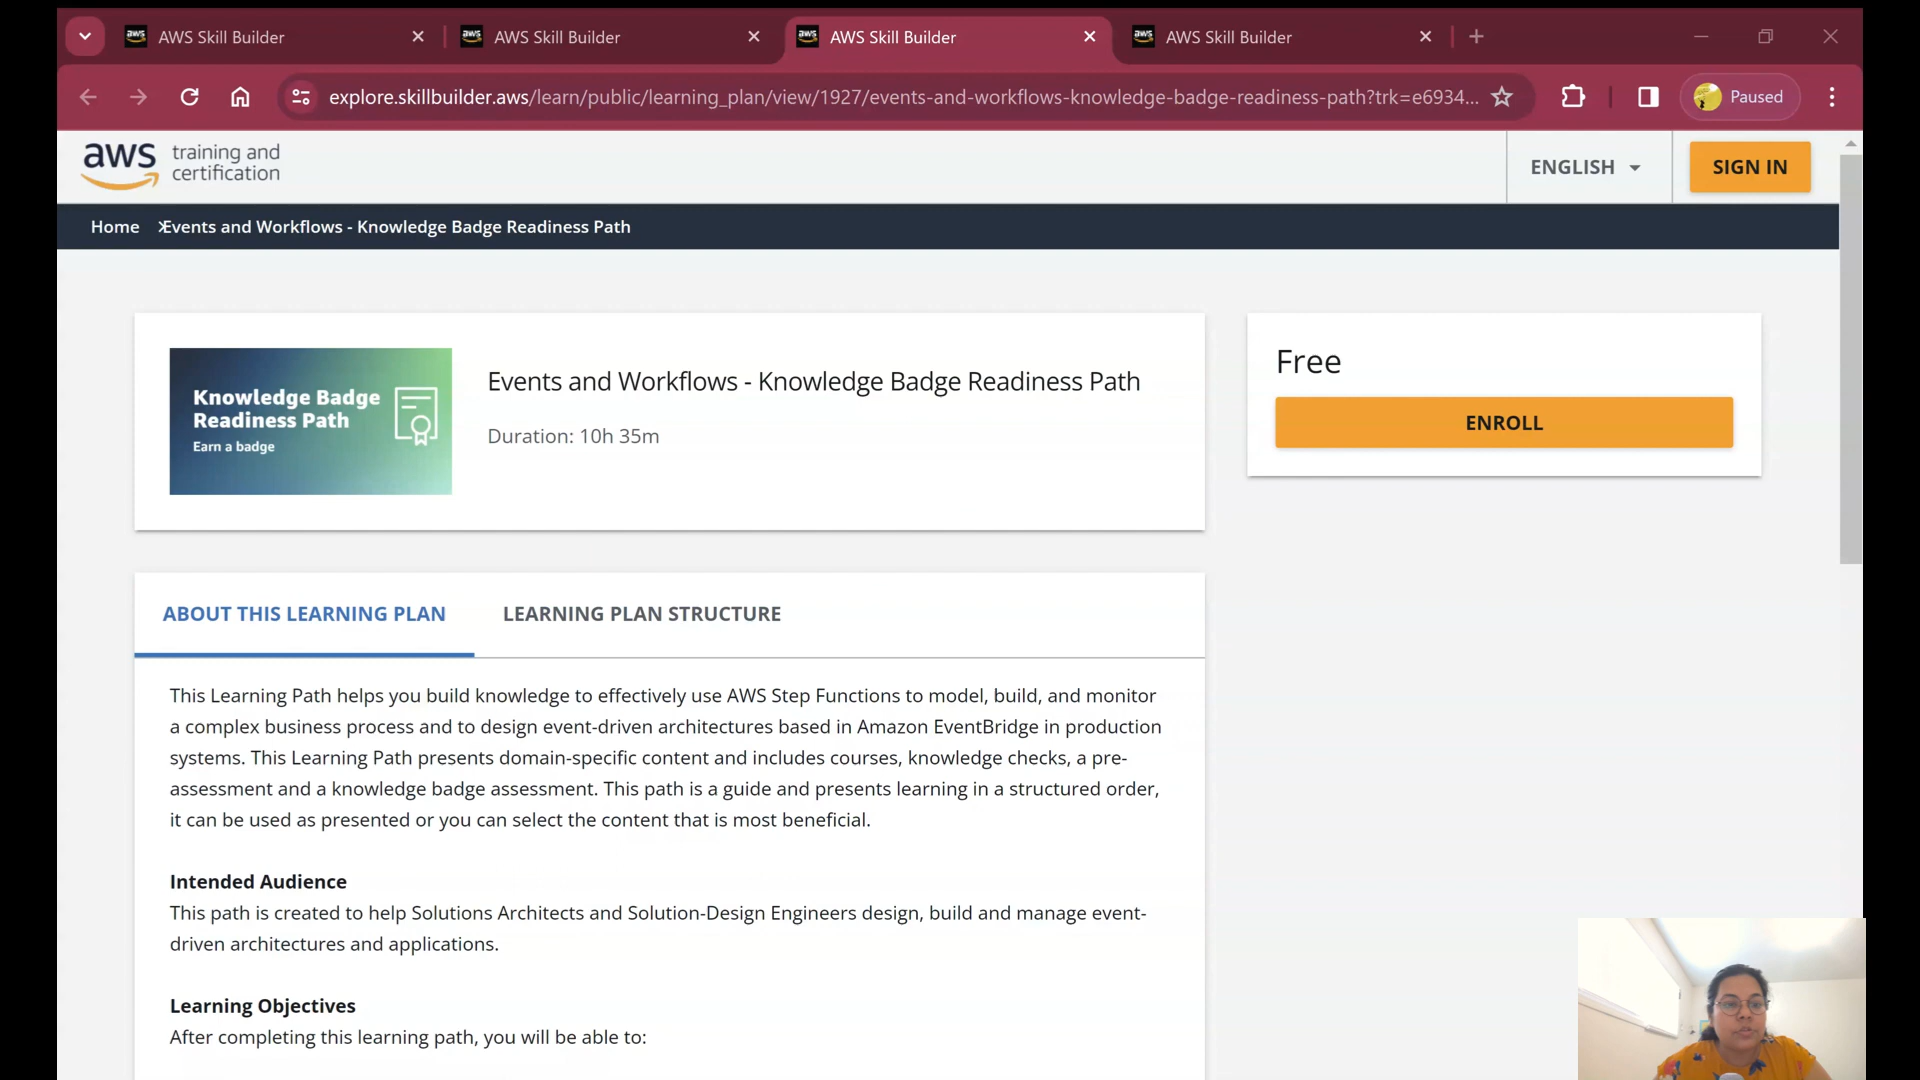 AWS Skill Builder
AWS Skill Builder
AWS Skill Builder
AWS Skill Builder
explore.skillbuilder.aws/learn/public/learning_plan/view/1927/events-and-workflows-knowledge-badge-readiness-path?trk=e6934...
Paused
aws training and
certification
ENGLISH
SIGN IN
Home
Events and Workflows - Knowledge Badge Readiness Path
Knowledge Badge
Readiness Path
Earn a badge
Events and Workflows - Knowledge Badge Readiness Path
Duration: 10h 35m
Free
ENROLL
ABOUT THIS LEARNING PLAN
LEARNING PLAN STRUCTURE
This Learning Path helps you build knowledge to effectively use AWS Step Functions to model, build, and monitor
a complex business process and to design event-driven architectures based in Amazon EventBridge in production
systems. This Learning Path presents domain-specific content and includes courses, knowledge checks, a pre-
assessment and a knowledge badge assessment. This path is a guide and presents learning in a structured order,
it can be used as presented or you can select the content that is most beneficial.
Intended Audience
This path is created to help Solutions Architects and Solution-Design Engineers design, build and manage event-
driven architectures and applications.
Learning Objectives
After completing this learning path, you will be able to: